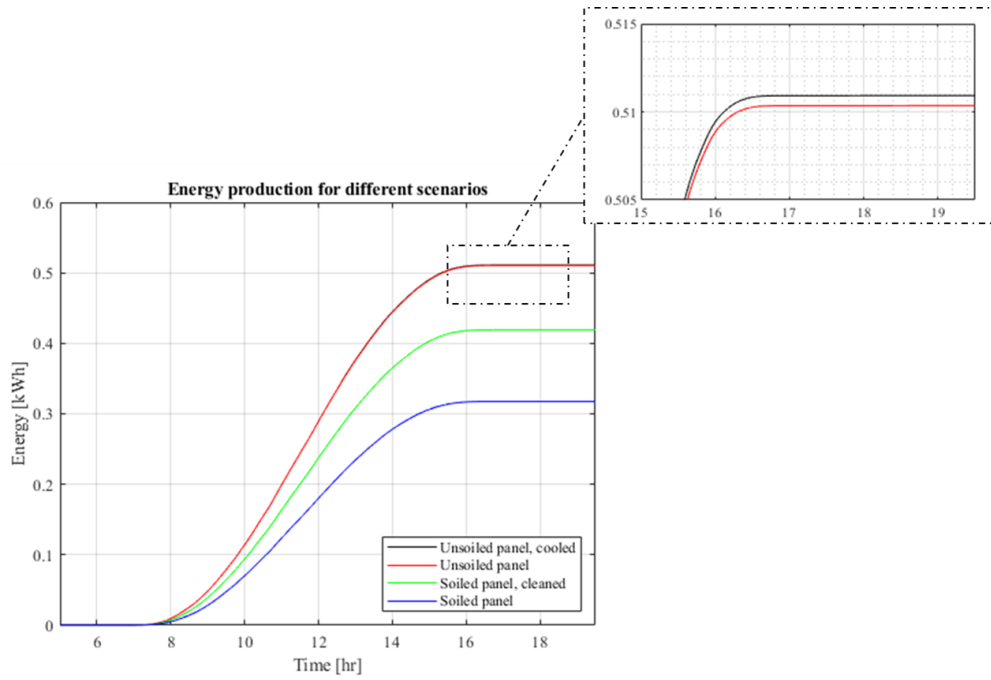 0.515
0.51
0.505
15 16 17 18 19
Energy production for different scenarios
0.6
0.5
0.4
0.3
0.2
0.1
0
Energy [kWh]
6 8 10 12 14 16 18
Time [hr]
Unsoiled panel, cooled
Unsoiled panel
Soiled panel, cleaned
Soiled panel